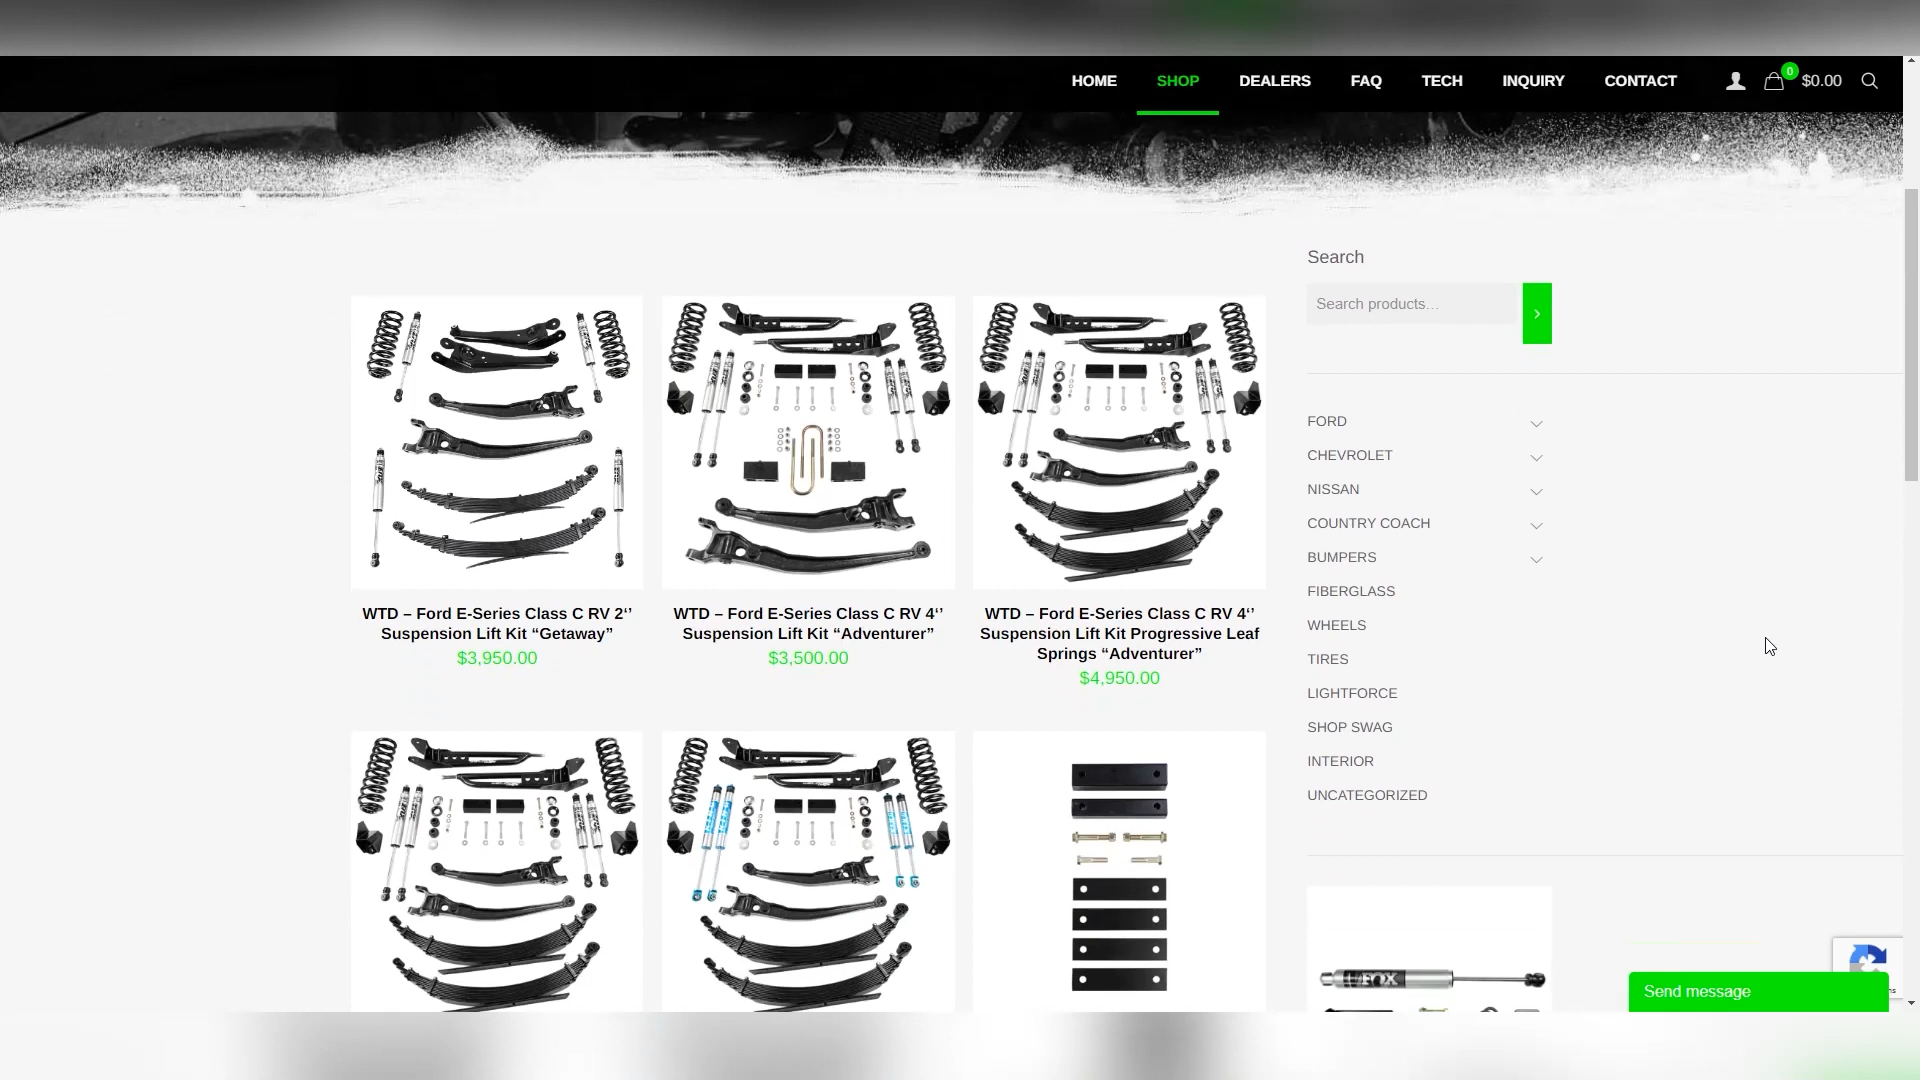 HOME SHOP DEALERS FAQ TECH INQUIRY CONTACT 0 $0.00
Search
Search products...
FORD
CHEVROLET
NISSAN
COUNTRY COACH
BUMPERS
FIBERGLASS
WHEELS
TIRES
LIGHTFORCE
SHOP SWAG
INTERIOR
UNCATEGORIZED
WTD – Ford E-Series Class C RV 2‘’
Suspension Lift Kit “Getaway”
$3,950.00
WTD – Ford E-Series Class C RV 4‘’
Suspension Lift Kit “Adventurer”
$3,500.00
WTD – Ford E-Series Class C RV 4‘’
Suspension Lift Kit Progressive Leaf
Springs “Adventurer”
$4,950.00
FOX
Send message